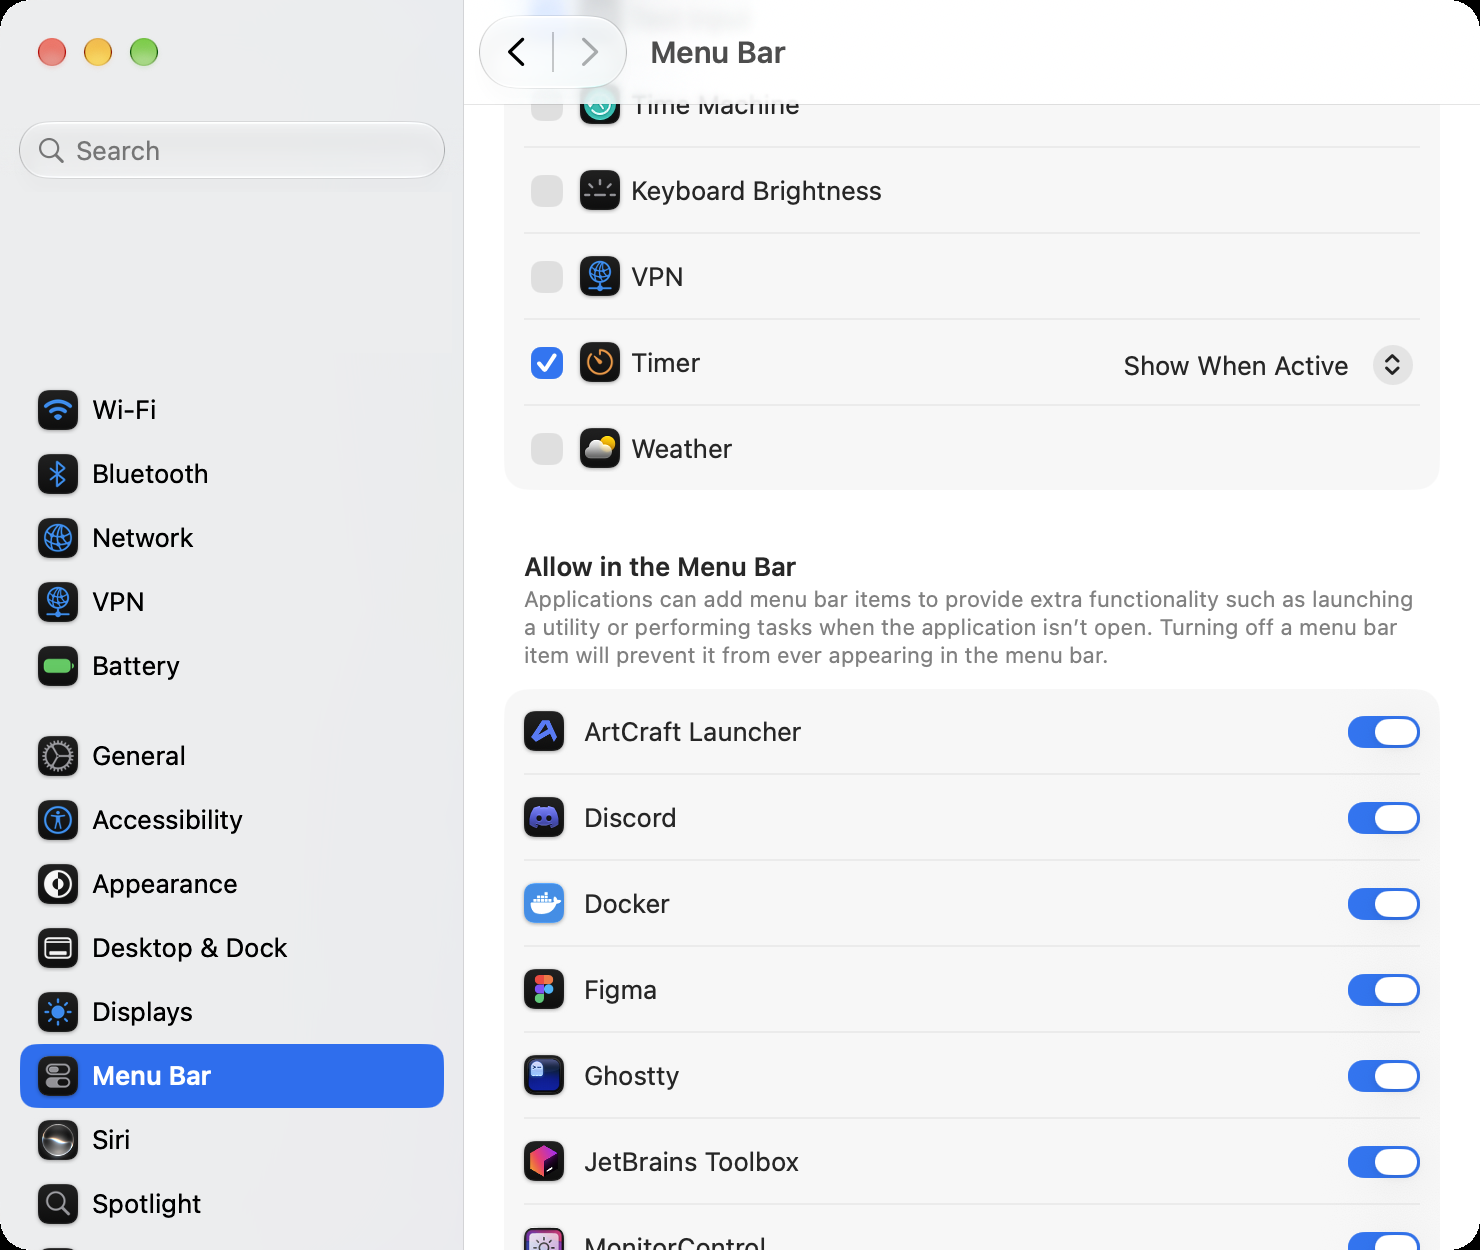 Menu Bar
Search
Wi-Fi
Bluetooth
Network
VPN
Battery
General
Accessibility
Appearance
Desktop & Dock
Displays
Menu Bar
Siri
Spotlight
Time Machine
Keyboard Brightness
VPN
Timer
Show When Active
Weather
Allow in the Menu Bar
Applications can add menu bar items to provide extra functionality such as launching
a utility or performing tasks when the application isn’t open. Turning off a menu bar
item will prevent it from ever appearing in the menu bar.
ArtCraft Launcher
Discord
Docker
Figma
Ghostty
JetBrains Toolbox
MonitorControl